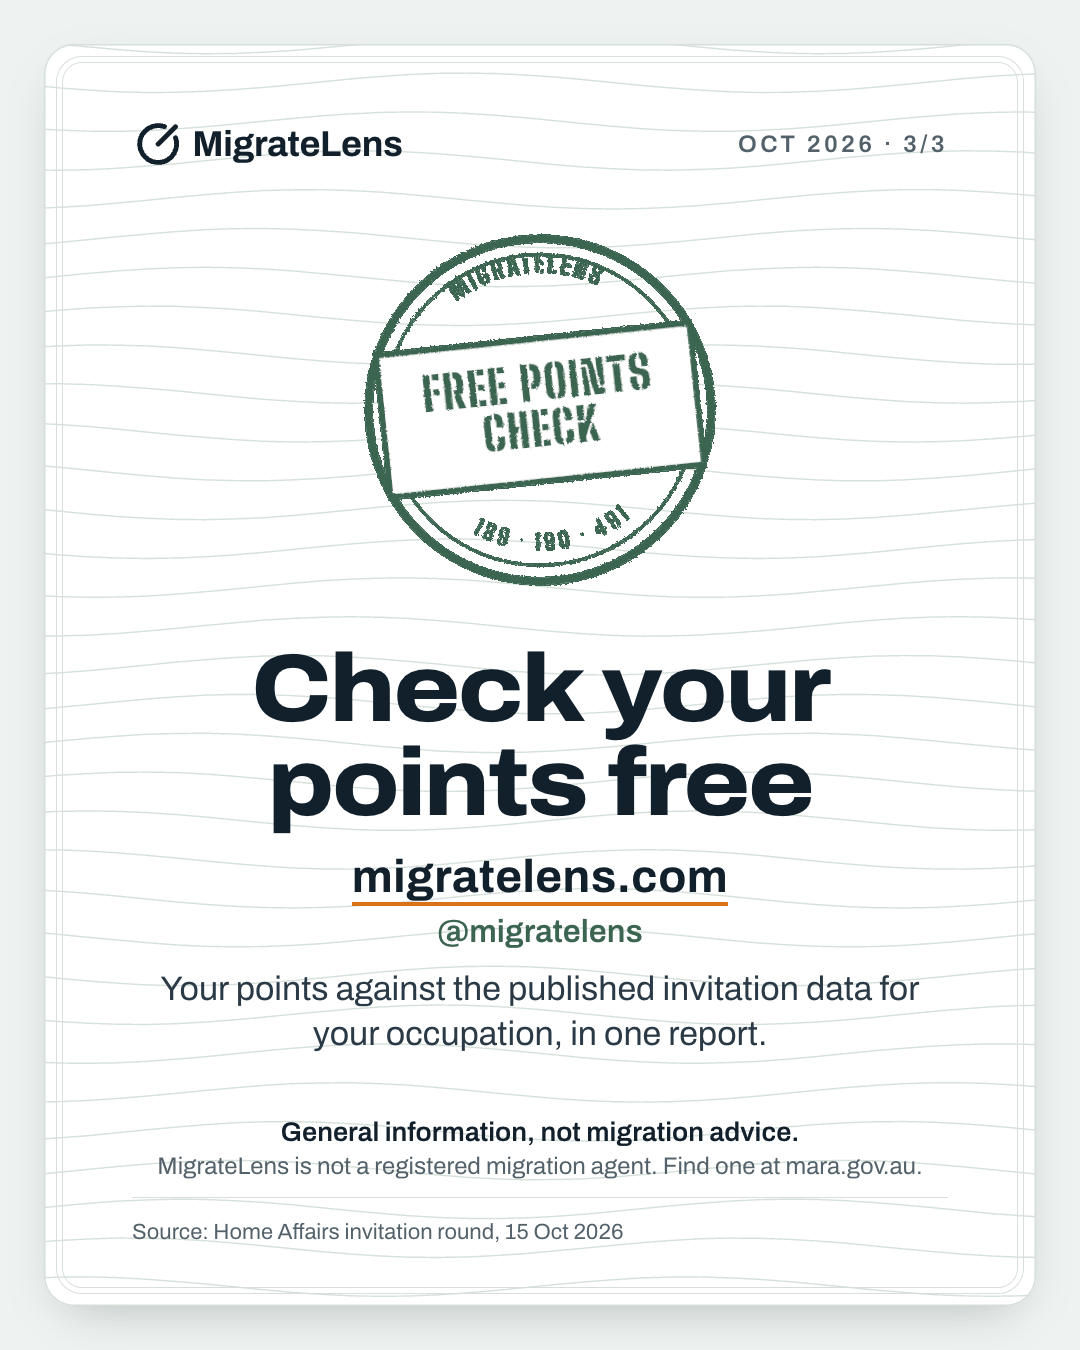 MigrateLens
OCT 2026 · 3/3
MIGRATELENS
FREE POINTS
CHECK
189 · 190 · 491
Check your
points free
migratelens.com
@migratelens
Your points against the published invitation data for
your occupation, in one report.
General information, not migration advice.
MigrateLens is not a registered migration agent. Find one at mara.gov.au.
Source: Home Affairs invitation round, 15 Oct 2026